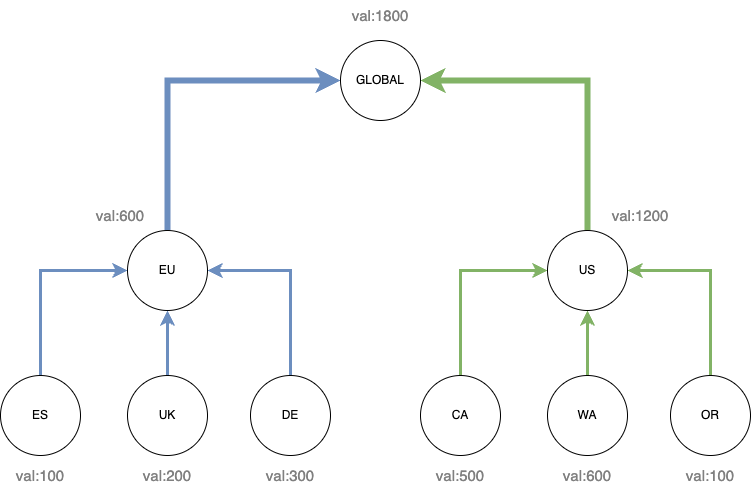 val:1800
GLOBAL
val:600
val:1200
EU
US
ES
UK
DE
CA
WA
OR
val:100
val:200
val:300
val:500
val:600
val:100